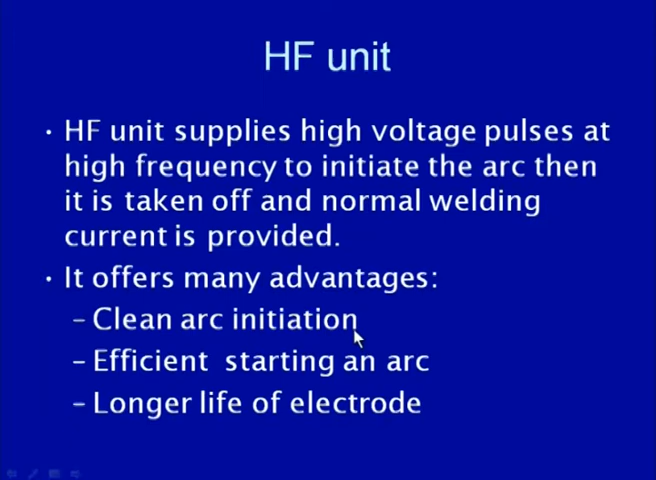 HF unit
• HF unit supplies high voltage pulses at
high frequency to initiate the arc then
it is taken off and normal welding
current is provided.
• It offers many advantages:
– Clean arc initiation
– Efficient starting an arc
– Longer life of electrode